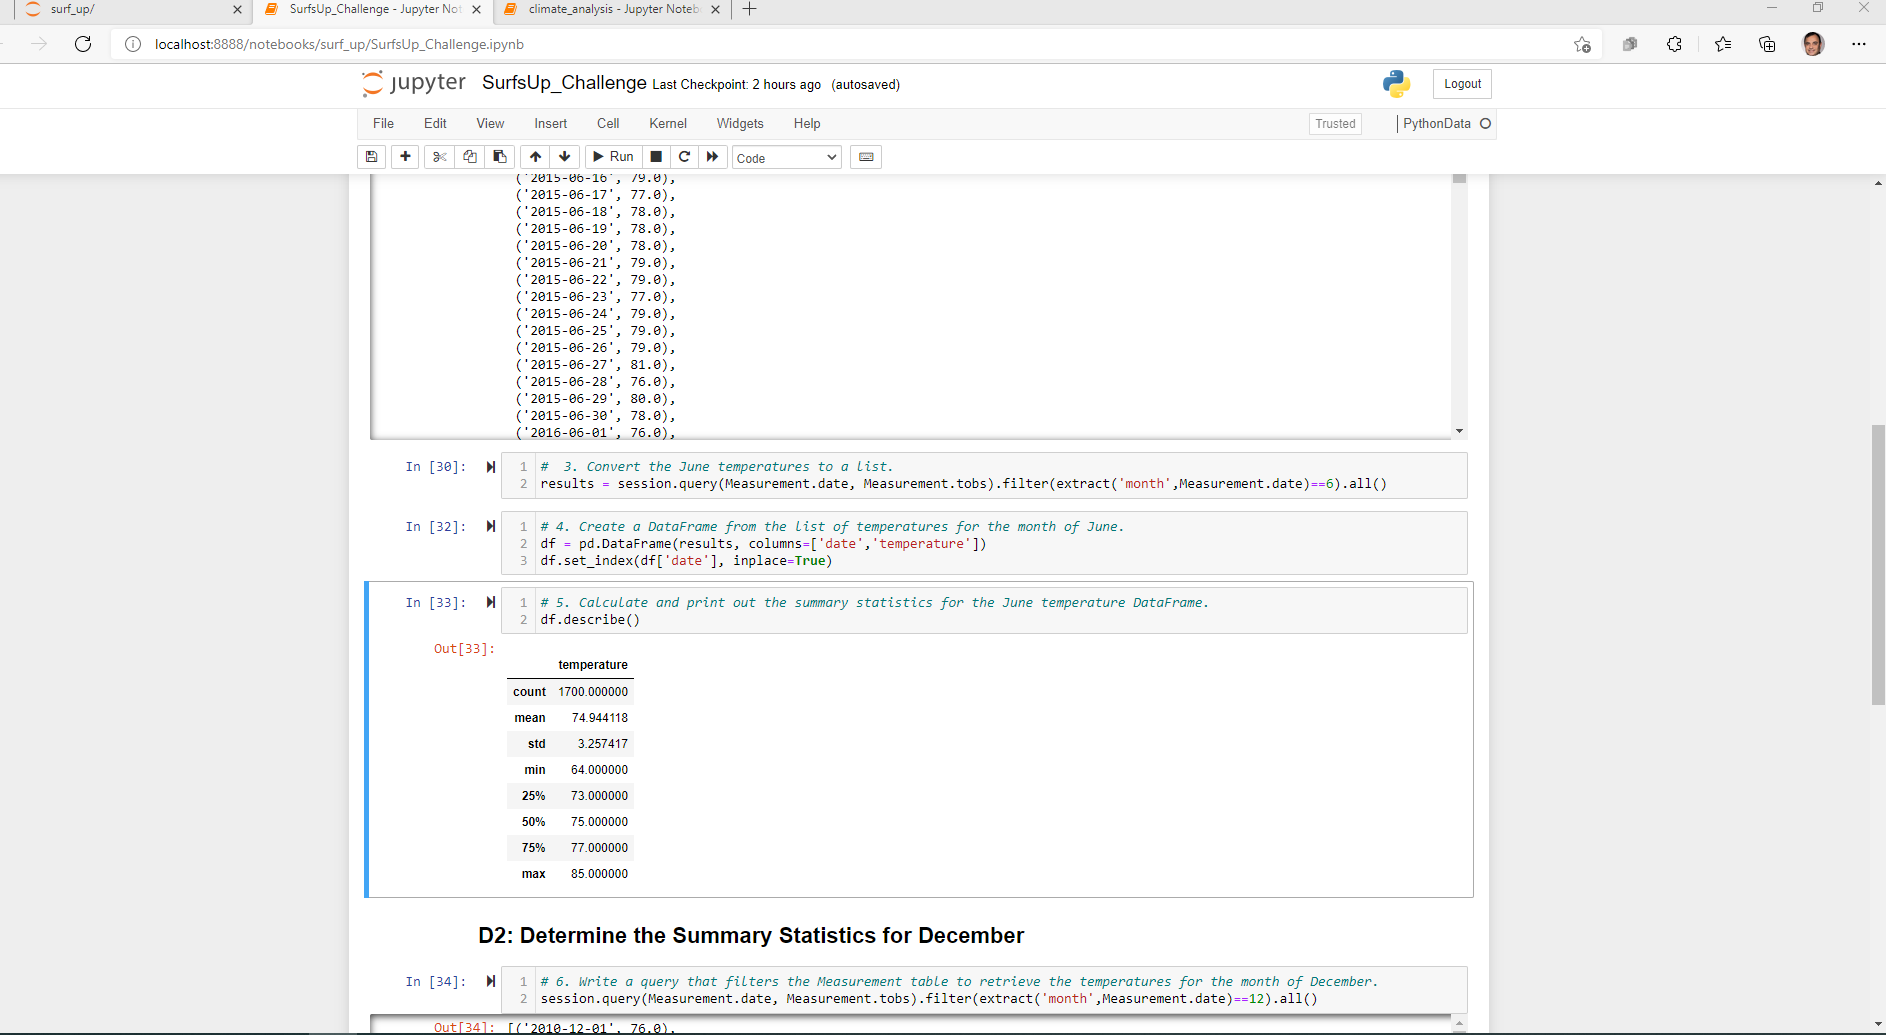 surf_up/
SurfsUp_Challenge - Jupyter Not
climate_analysis - Jupyter Noteb
localhost:8888/notebooks/surf_up/SurfsUp_Challenge.ipynb
jupyter SurfsUp_Challenge Last Checkpoint: 2 hours ago (autosaved)
Logout
File Edit View Insert Cell Kernel Widgets Help
Trusted
PythonData
Run
Code
('2015-06-16', 79.0),
('2015-06-17', 77.0),
('2015-06-18', 78.0),
('2015-06-19', 78.0),
('2015-06-20', 78.0),
('2015-06-21', 79.0),
('2015-06-22', 79.0),
('2015-06-23', 77.0),
('2015-06-24', 79.0),
('2015-06-25', 79.0),
('2015-06-26', 79.0),
('2015-06-27', 81.0),
('2015-06-28', 76.0),
('2015-06-29', 80.0),
('2015-06-30', 78.0),
('2016-06-01', 76.0),
In [30]: 1 #  3. Convert the June temperatures to a list.
2 results = session.query(Measurement.date, Measurement.tobs).filter(extract('month',Measurement.date)==6).all()
In [32]: 1 # 4. Create a DataFrame from the list of temperatures for the month of June.
2 df = pd.DataFrame(results, columns=['date','temperature'])
3 df.set_index(df['date'], inplace=True)
In [33]: 1 # 5. Calculate and print out the summary statistics for the June temperature DataFrame.
2 df.describe()
Out[33]:
temperature
count 1700.000000
mean 74.944118
std 3.257417
min 64.000000
25% 73.000000
50% 75.000000
75% 77.000000
max 85.000000
D2: Determine the Summary Statistics for December
In [34]: 1 # 6. Write a query that filters the Measurement table to retrieve the temperatures for the month of December.
2 session.query(Measurement.date, Measurement.tobs).filter(extract('month',Measurement.date)==12).all()
Out[34]: [('2010-12-01', 76.0),